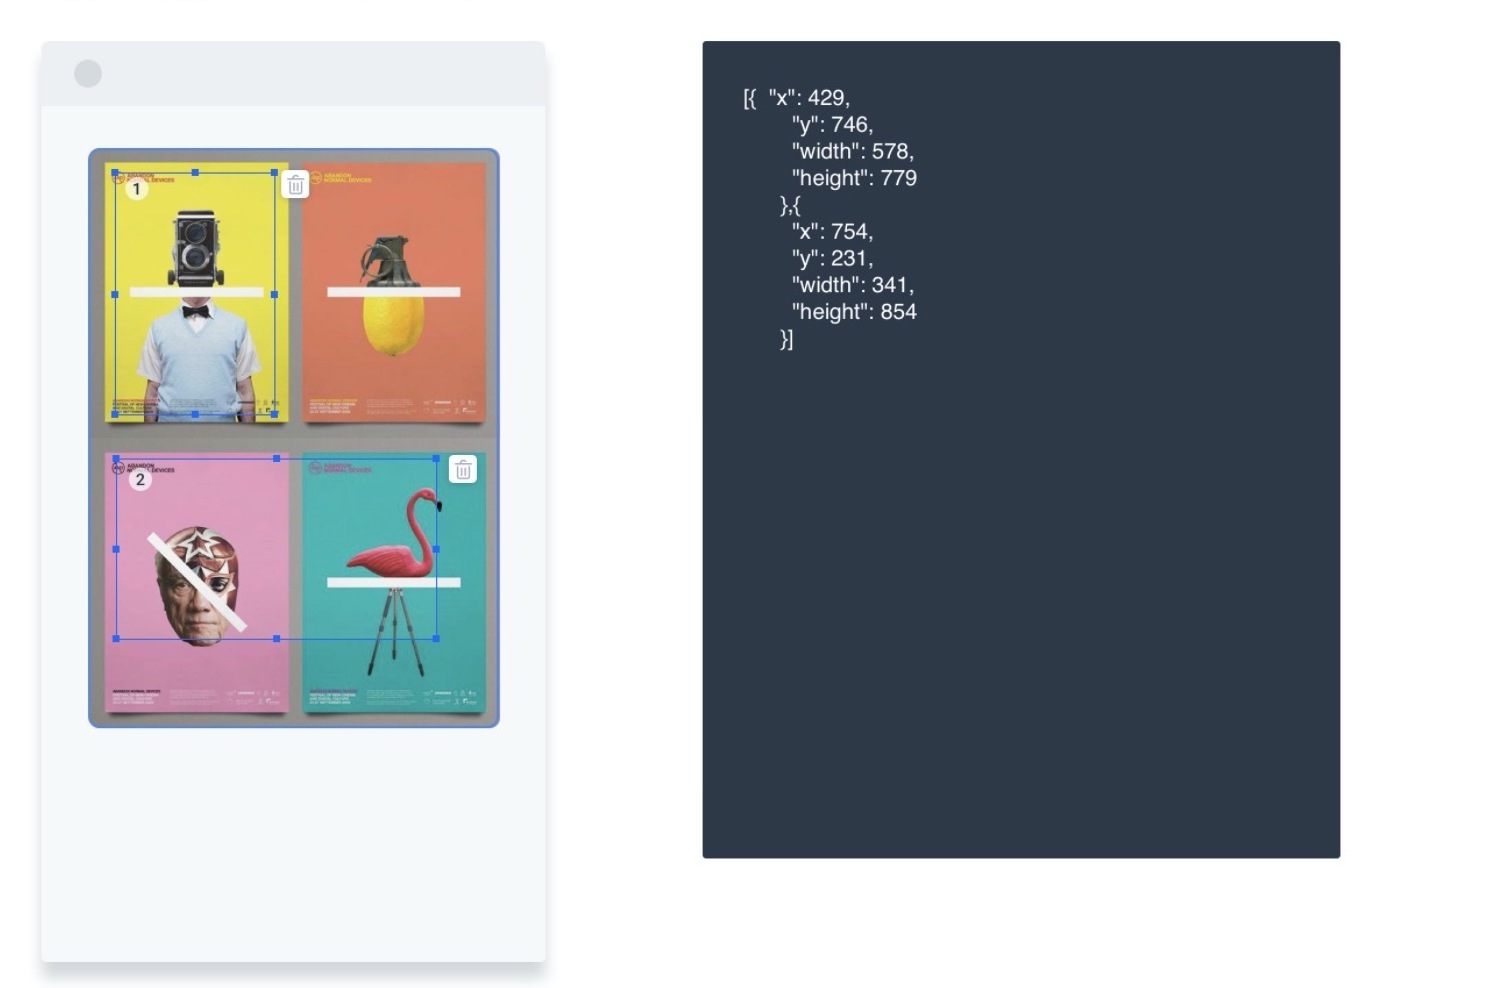 1
ABANDON
NORMAL DEVICES
ABANDON
NORMAL DEVICES
2
ABANDON
NORMAL DEVICES
ABANDON
NORMAL DEVICES
[{ "x": 429,
"y": 746,
"width": 578,
"height": 779
},{
"x": 754,
"y": 231,
"width": 341,
"height": 854
}]